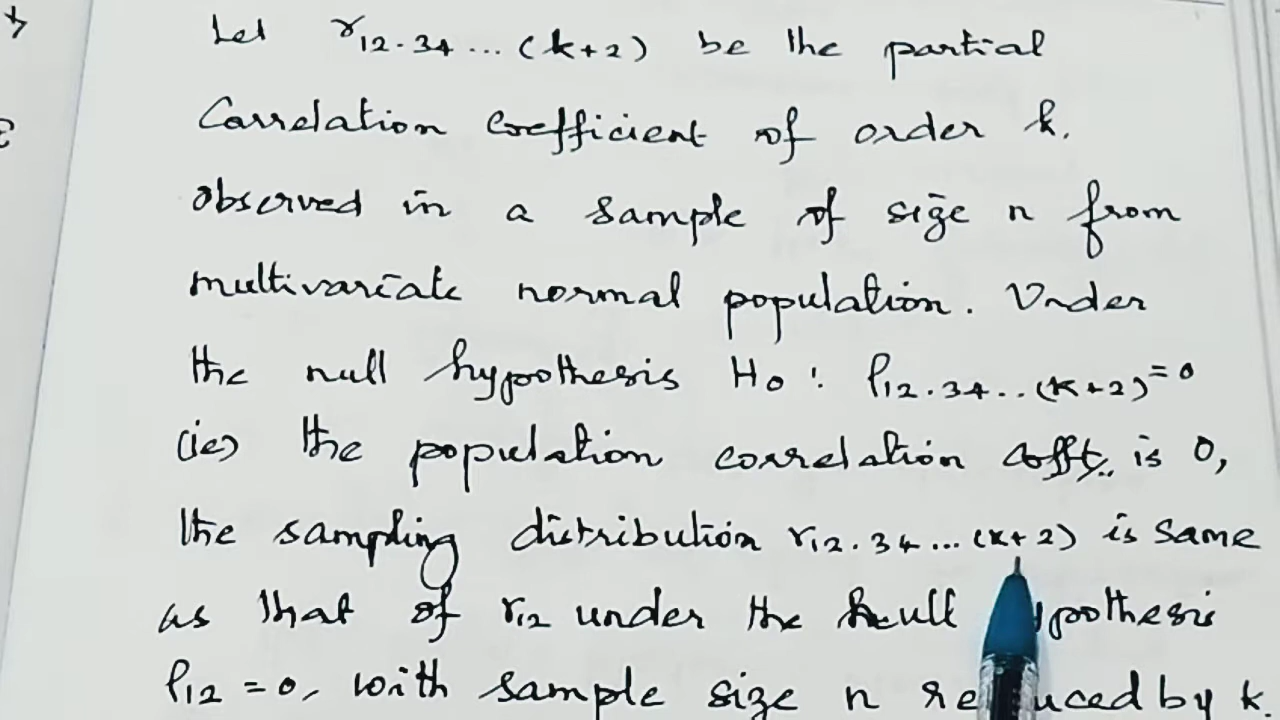 Let r12.34...(k+2) be the partial
Correlation Coefficient of order k.
observed in a sample of size n from
multivariate normal population. Under
the null hypothesis H0: ρ12.34...(k+2)=0
(ie) the population correlation cofft. is 0,
the sampling distribution r12.34...(k+2) is same
as that of r12 under the null hypothesis
ρ12 = 0, with sample size n reduced by k.